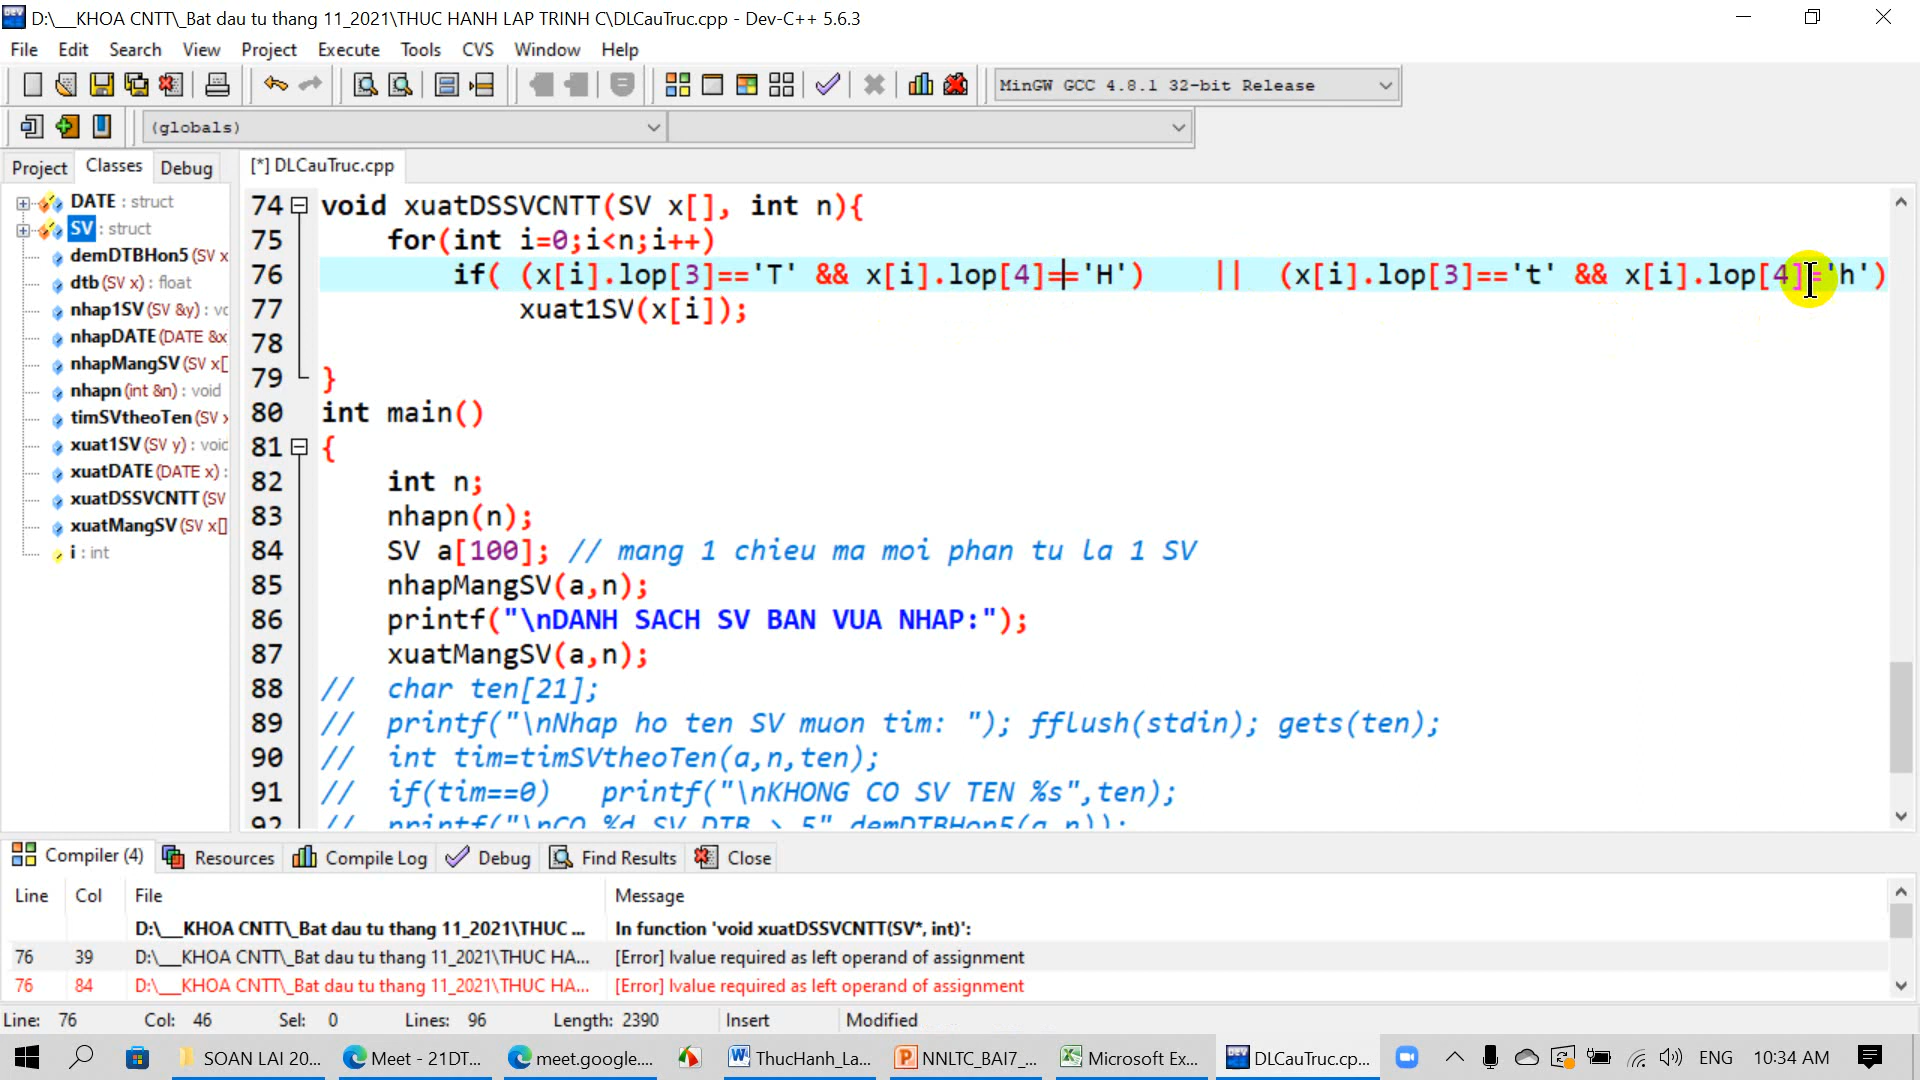 D:\__KHOA CNTT\_Bat dau tu thang 11_2021\THUC HANH LAP TRINH C\DLCauTruc.cpp - Dev-C++ 5.6.3
File Edit Search View Project Execute Tools CVS Window Help
MinGW GCC 4.8.1 32-bit Release
(globals)
Project Classes Debug [*] DLCauTruc.cpp
DATE : struct
SV : struct
demDTBHon5 (SV x
dtb (SV x) : float
nhap1SV (SV &y) : vo
nhapDATE (DATE &x
nhapMangSV (SV x[
nhapn (int &n) : void
timSVtheoTen (SV x
xuat1SV (SV y) : void
xuatDATE (DATE x) :
xuatDSSVCNTT (SV
xuatMangSV (SV x[]
i : int
74 void xuatDSSVCNTT(SV x[], int n){
75 for(int i=0;i<n;i++)
76 if( (x[i].lop[3]=='T' && x[i].lop[4]=='H') || (x[i].lop[3]=='t' && x[i].lop[4]='h')
77 xuat1SV(x[i]);
78
79 }
80 int main()
81 {
82 int n;
83 nhapn(n);
84 SV a[100]; // mang 1 chieu ma moi phan tu la 1 SV
85 nhapMangSV(a,n);
86 printf("\nDANH SACH SV BAN VUA NHAP:");
87 xuatMangSV(a,n);
88 // char ten[21];
89 // printf("\nNhap ho ten SV muon tim: "); fflush(stdin); gets(ten);
90 // int tim=timSVtheoTen(a,n,ten);
91 // if(tim==0) printf("\nKHONG CO SV TEN %s",ten);
92 // printf("\nCO %d SV DTB > 5",demDTBHon5(a,n));
Compiler (4) Resources Compile Log Debug Find Results Close
Line Col File Message
D:\__KHOA CNTT\_Bat dau tu thang 11_2021\THUC ... In function 'void xuatDSSVCNTT(SV*, int)':
76 39 D:\__KHOA CNTT\_Bat dau tu thang 11_2021\THUC HA... [Error] lvalue required as left operand of assignment
76 84 D:\__KHOA CNTT\_Bat dau tu thang 11_2021\THUC HA... [Error] lvalue required as left operand of assignment
Line: 76 Col: 46 Sel: 0 Lines: 96 Length: 2390 Insert Modified
SOAN LAI 20... Meet - 21DT... meet.google.... ThucHanh_La... NNLTC_BAI7_... Microsoft Ex... DLCauTruc.cp... ENG 10:34 AM